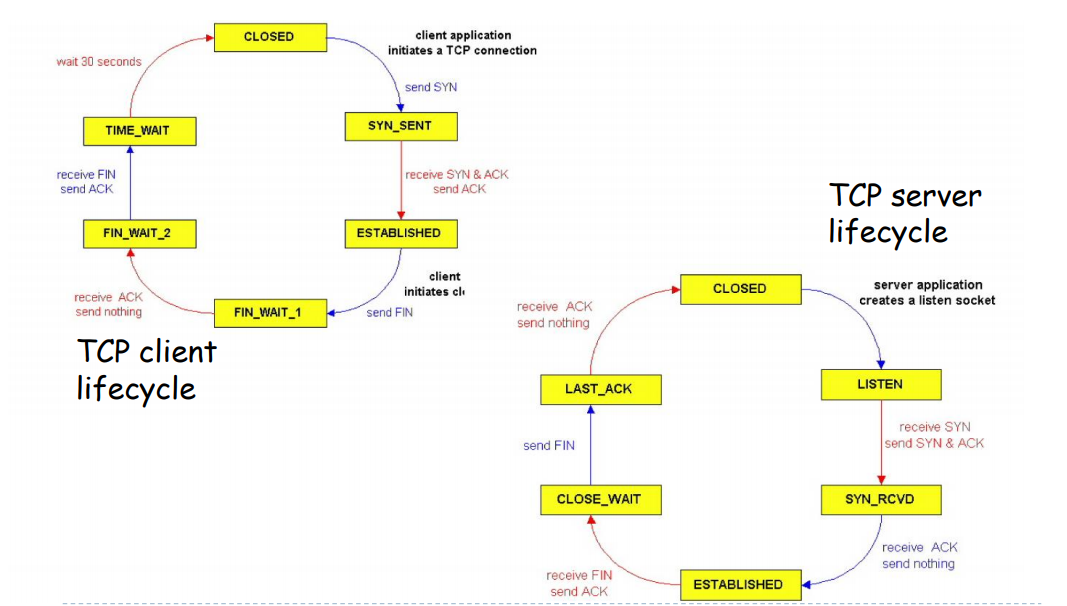 CLOSED
client application
initiates a TCP connection
wait 30 seconds
send SYN
TIME_WAIT
SYN_SENT
receive FIN
send ACK
receive SYN & ACK
send ACK
FIN_WAIT_2
ESTABLISHED
receive ACK
send nothing
client
initiates
FIN_WAIT_1
send FIN
TCP client
lifecycle
TCP server
lifecycle
CLOSED
server application
creates a listen socket
receive ACK
send nothing
LAST_ACK
LISTEN
send FIN
receive SYN
send SYN & ACK
CLOSE_WAIT
SYN_RCVD
receive ACK
send nothing
receive FIN
send ACK
ESTABLISHED